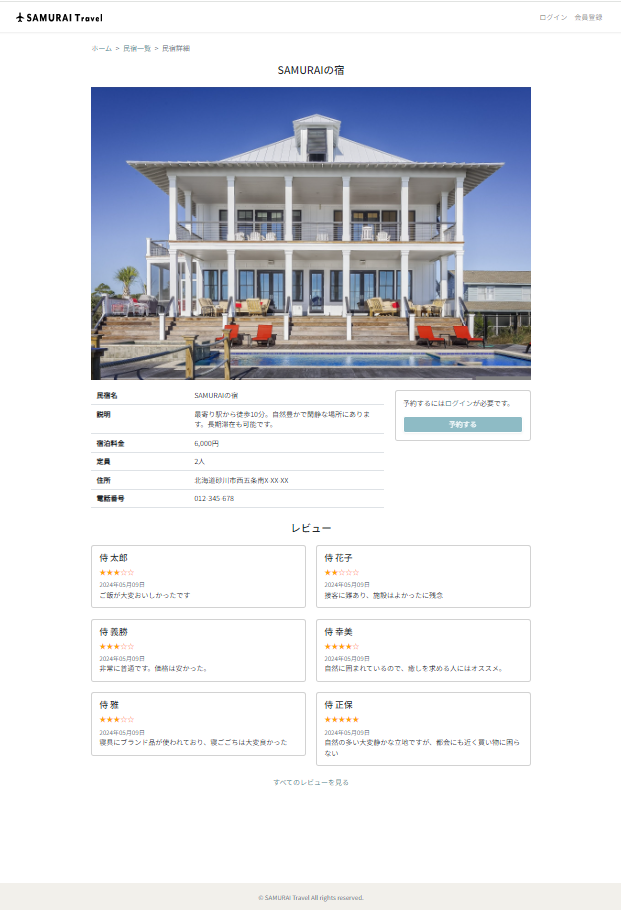 SAMURAI Travel
ログイン 会員登録
ホーム > 民宿一覧 > 民宿詳細
SAMURAIの宿
民宿名 SAMURAIの宿
説明 最寄り駅から徒歩10分。自然豊かで閑静な場所にあります。長期滞在も可能です。
宿泊料金 6,000円
定員 2人
住所 北海道砂川市西五条南X-XX-XX
電話番号 012-345-678
予約するにはログインが必要です。
予約する
レビュー
侍 太郎
★★★☆☆
2024年05月09日
ご飯が大変おいしかったです
侍 花子
★★☆☆☆
2024年05月09日
接客に難あり、施設はよかったに残念
侍 義勝
★★★☆☆
2024年05月09日
非常に普通です。価格は安かった。
侍 幸美
★★★★☆
2024年05月09日
自然に囲まれているので、癒しを求める人にはオススメ。
侍 雅
★★★☆☆
2024年05月09日
寝具にブランド品が使われており、寝ごごちは大変良かった
侍 正保
★★★★★
2024年05月09日
自然の多い大変静かな立地ですが、都会にも近く買い物に困ら
ない
すべてのレビューを見る
© SAMURAI Travel All rights reserved.